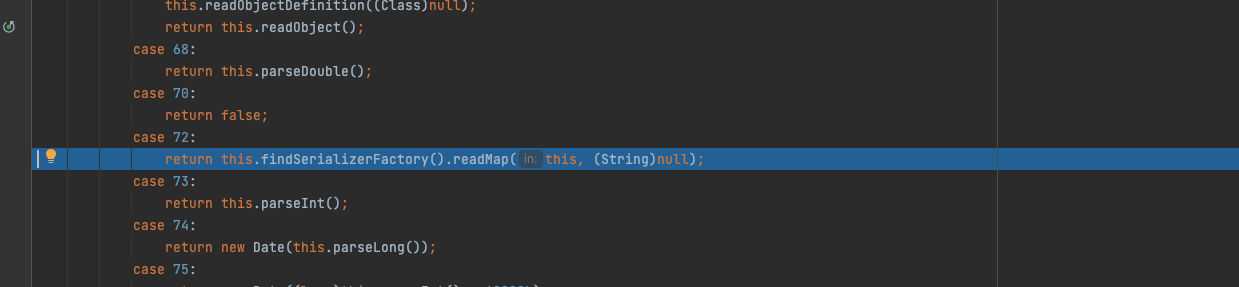 this.readObjectDefinition((Class)null);
return this.readObject();
case 68:
return this.parseDouble();
case 70:
return false;
case 72:
return this.findSerializerFactory().readMap( in: this, (String)null);
case 73:
return this.parseInt();
case 74:
return new Date(this.parseLong());
case 75: